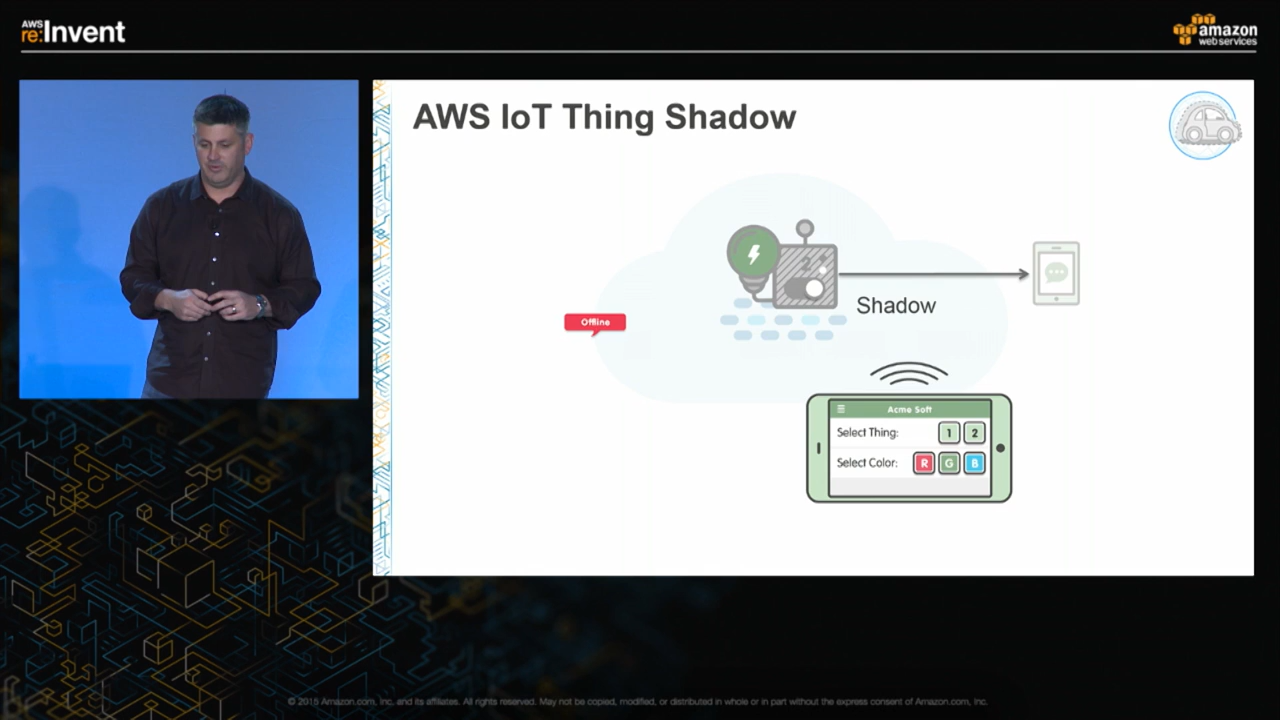 AWS
re:Invent
amazon
web services
AWS IoT Thing Shadow
Shadow
Offline
Acme Soft
Select Thing: 1 2
Select Color: R G B
© 2015 Amazon.com, Inc. and its affiliates. All rights reserved. May not be copied, modified, or distributed in whole or in part without the express consent of Amazon.com, Inc.